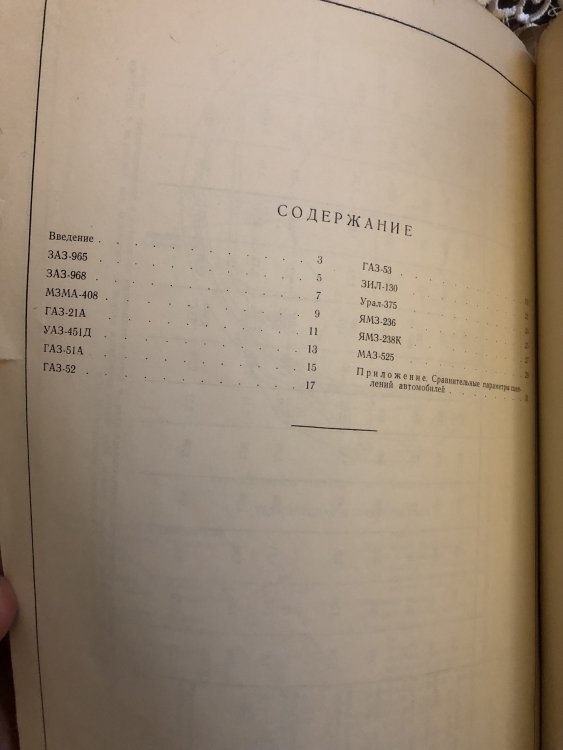 СОДЕРЖАНИЕ
Введение . . . . . . . . 3
ЗАЗ-965 . . . . . . . . 5
ЗАЗ-968 . . . . . . . . 7
МЗМА-408 . . . . . . . . 9
ГАЗ-21А . . . . . . . . 11
УАЗ-451Д . . . . . . . . 13
ГАЗ-51А . . . . . . . . 15
ГАЗ-52 . . . . . . . . 17
ГАЗ-53
ЗИЛ-130
Урал-375
ЯМЗ-236
ЯМЗ-238К
МАЗ-525
Приложение. Сравнительные параметры сцеп-
лений автомобилей